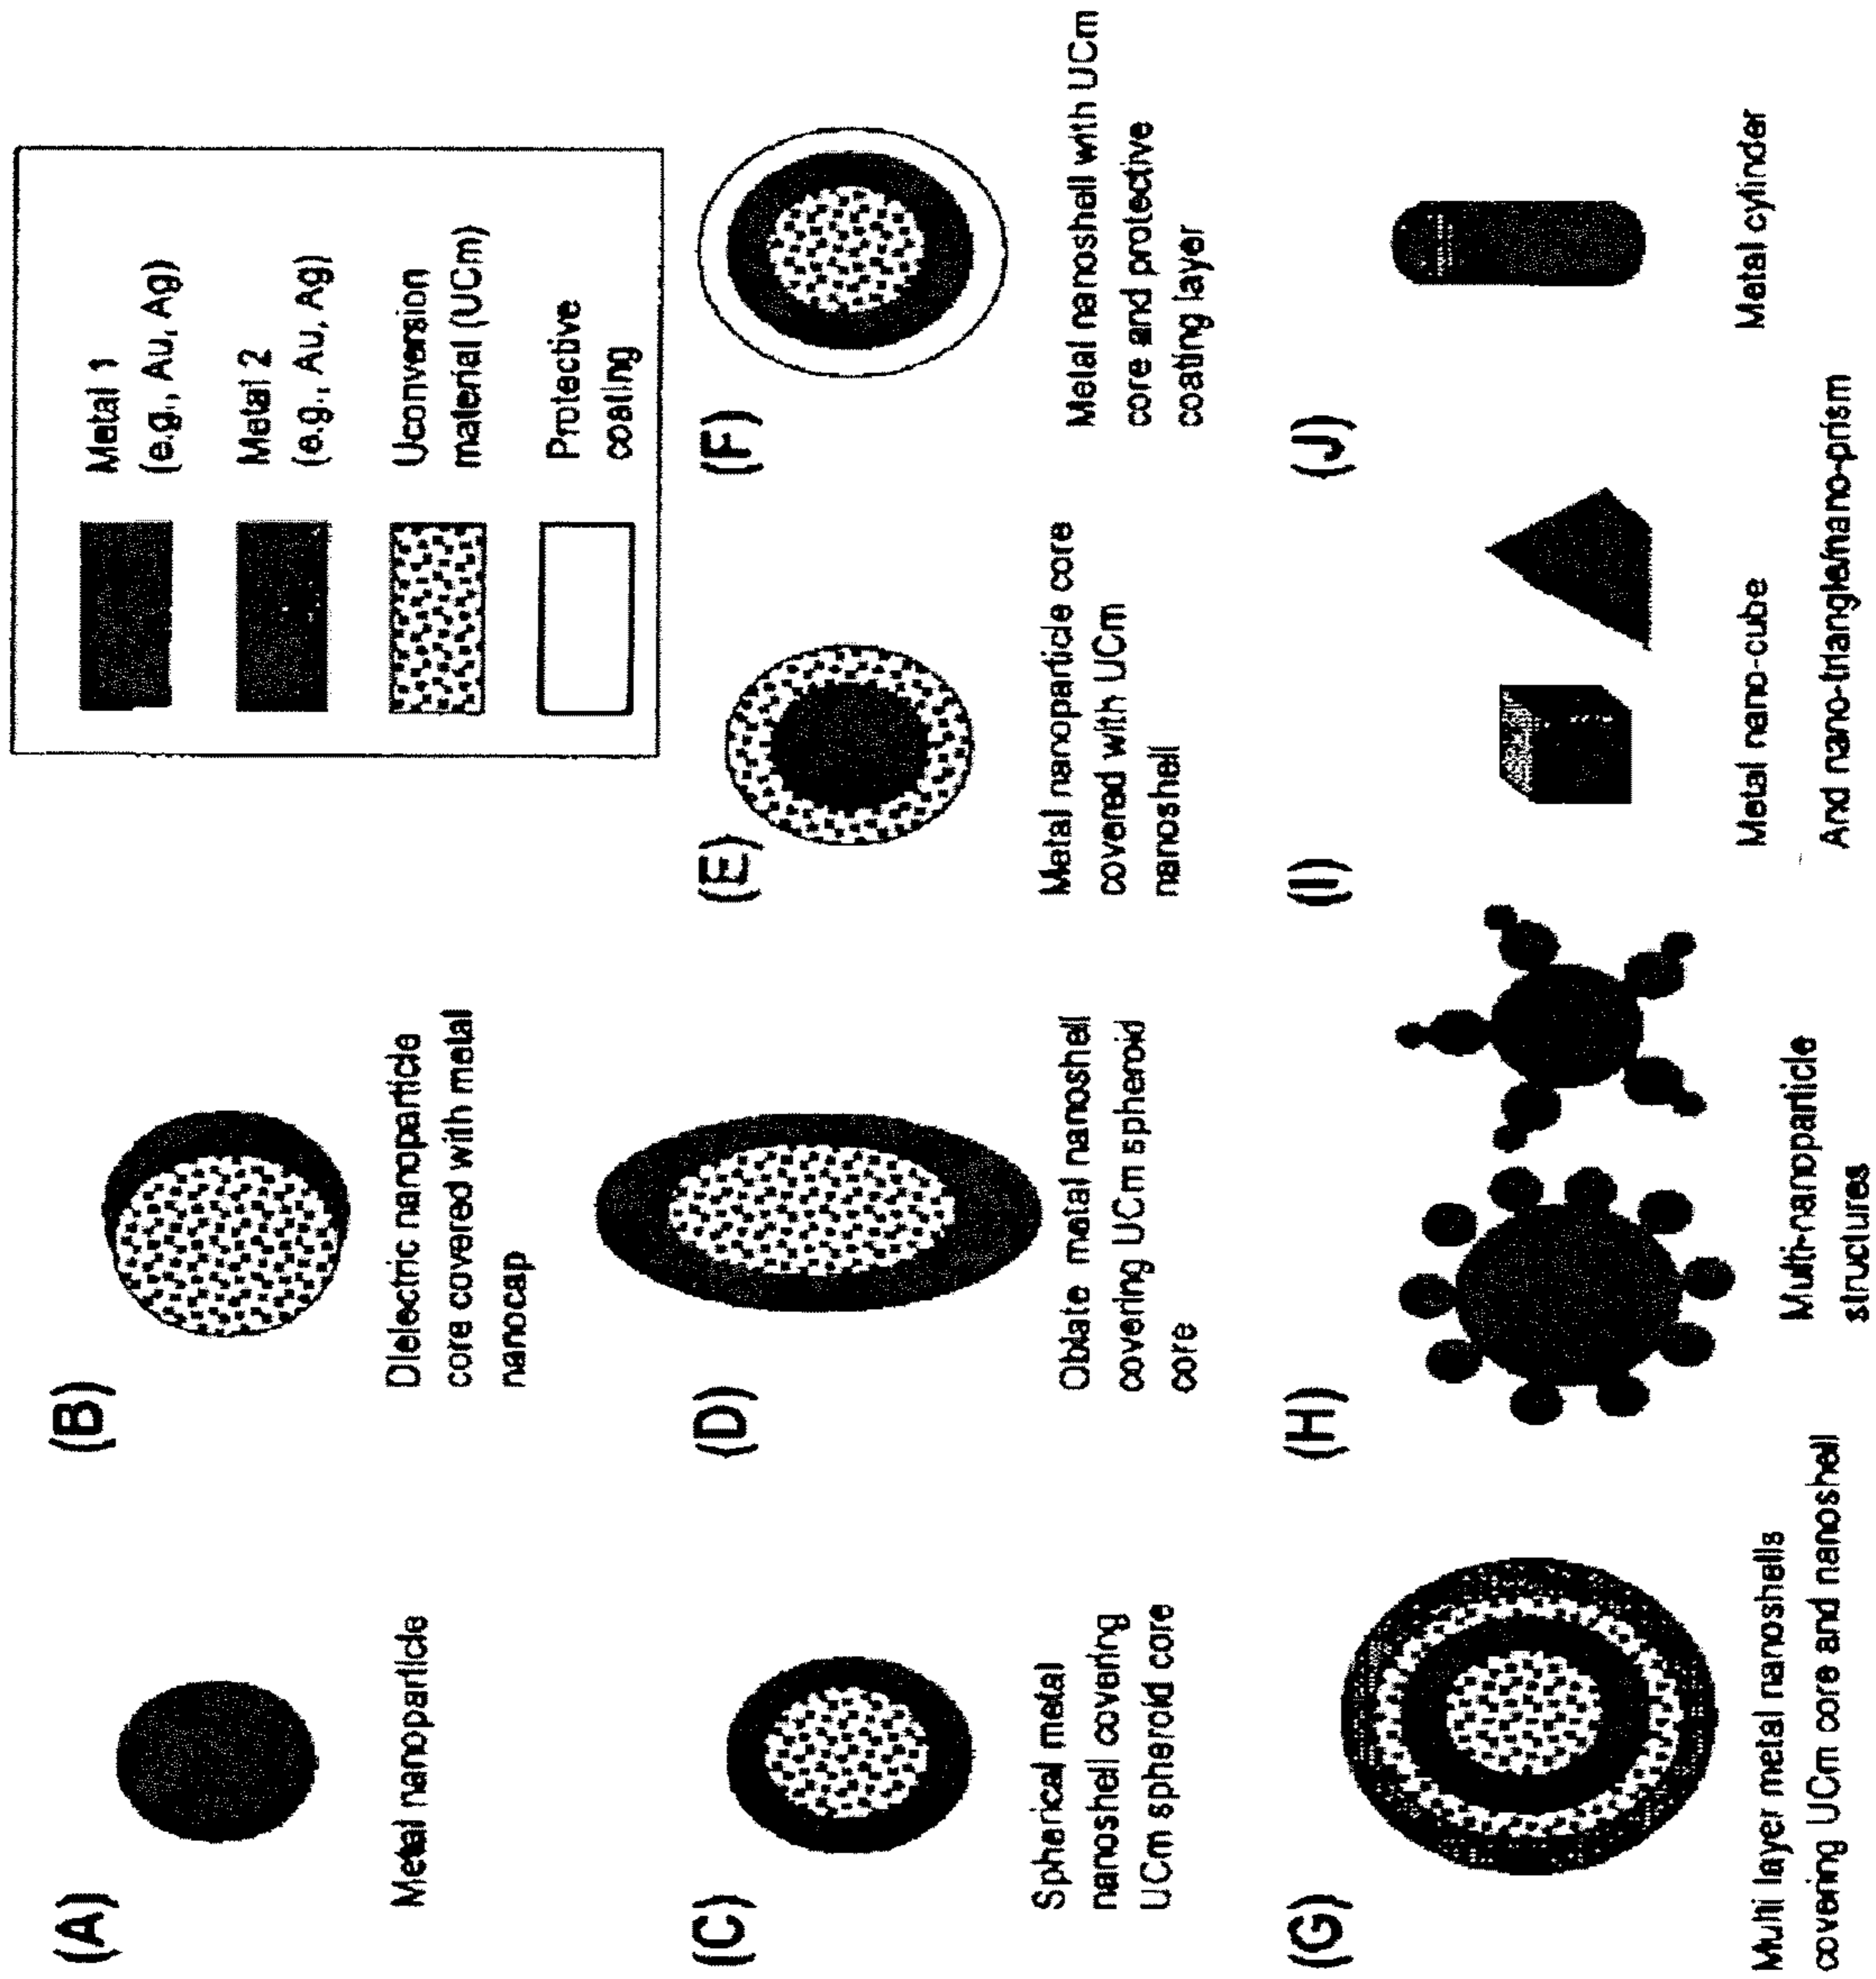 (A)
Metal nanoparticle
(B)
Dielectric nanoparticle
core covered with metal
nanocap
Metal 1
(e.g., Au, Ag)
Metal 2
(e.g., Au, Ag)
Uconversion
material (UCm)
Protective
coating
(C)
Spherical metal
nanoshell covering
UCm spheroid core
(D)
Oblate metal nanoshell
covering UCm spheroid
core
(E)
Metal nanoparticle core
covered with UCm
nanoshell
(F)
Metal nanoshell with UCm
core and protective
coating layer
(G)
Multi layer metal nanoshells
covering UCm core and nanoshell
(H)
Multi-nanoparticle
structures
(I)
Metal nano-cube
And nano-triangle/nano-prism
(J)
Metal cylinder